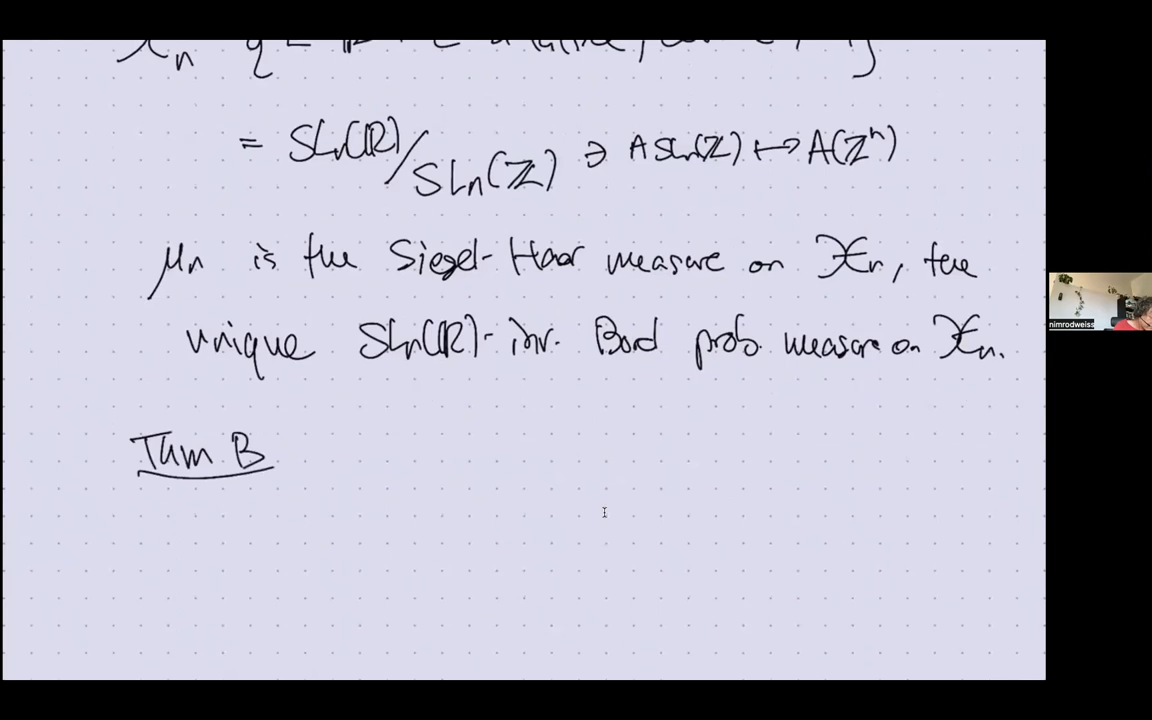 𝒳ₙ
= SLₙ(ℝ)/SLₙ(ℤ) ∋ A SLₙ(ℤ) ↦ A(ℤⁿ)
μₙ is the Siegel-Haar measure on 𝒳ₙ, the
unique SLₙ(ℝ)-inv. Borel prob. measure on 𝒳ₙ.
Thm B
nimrodweiss